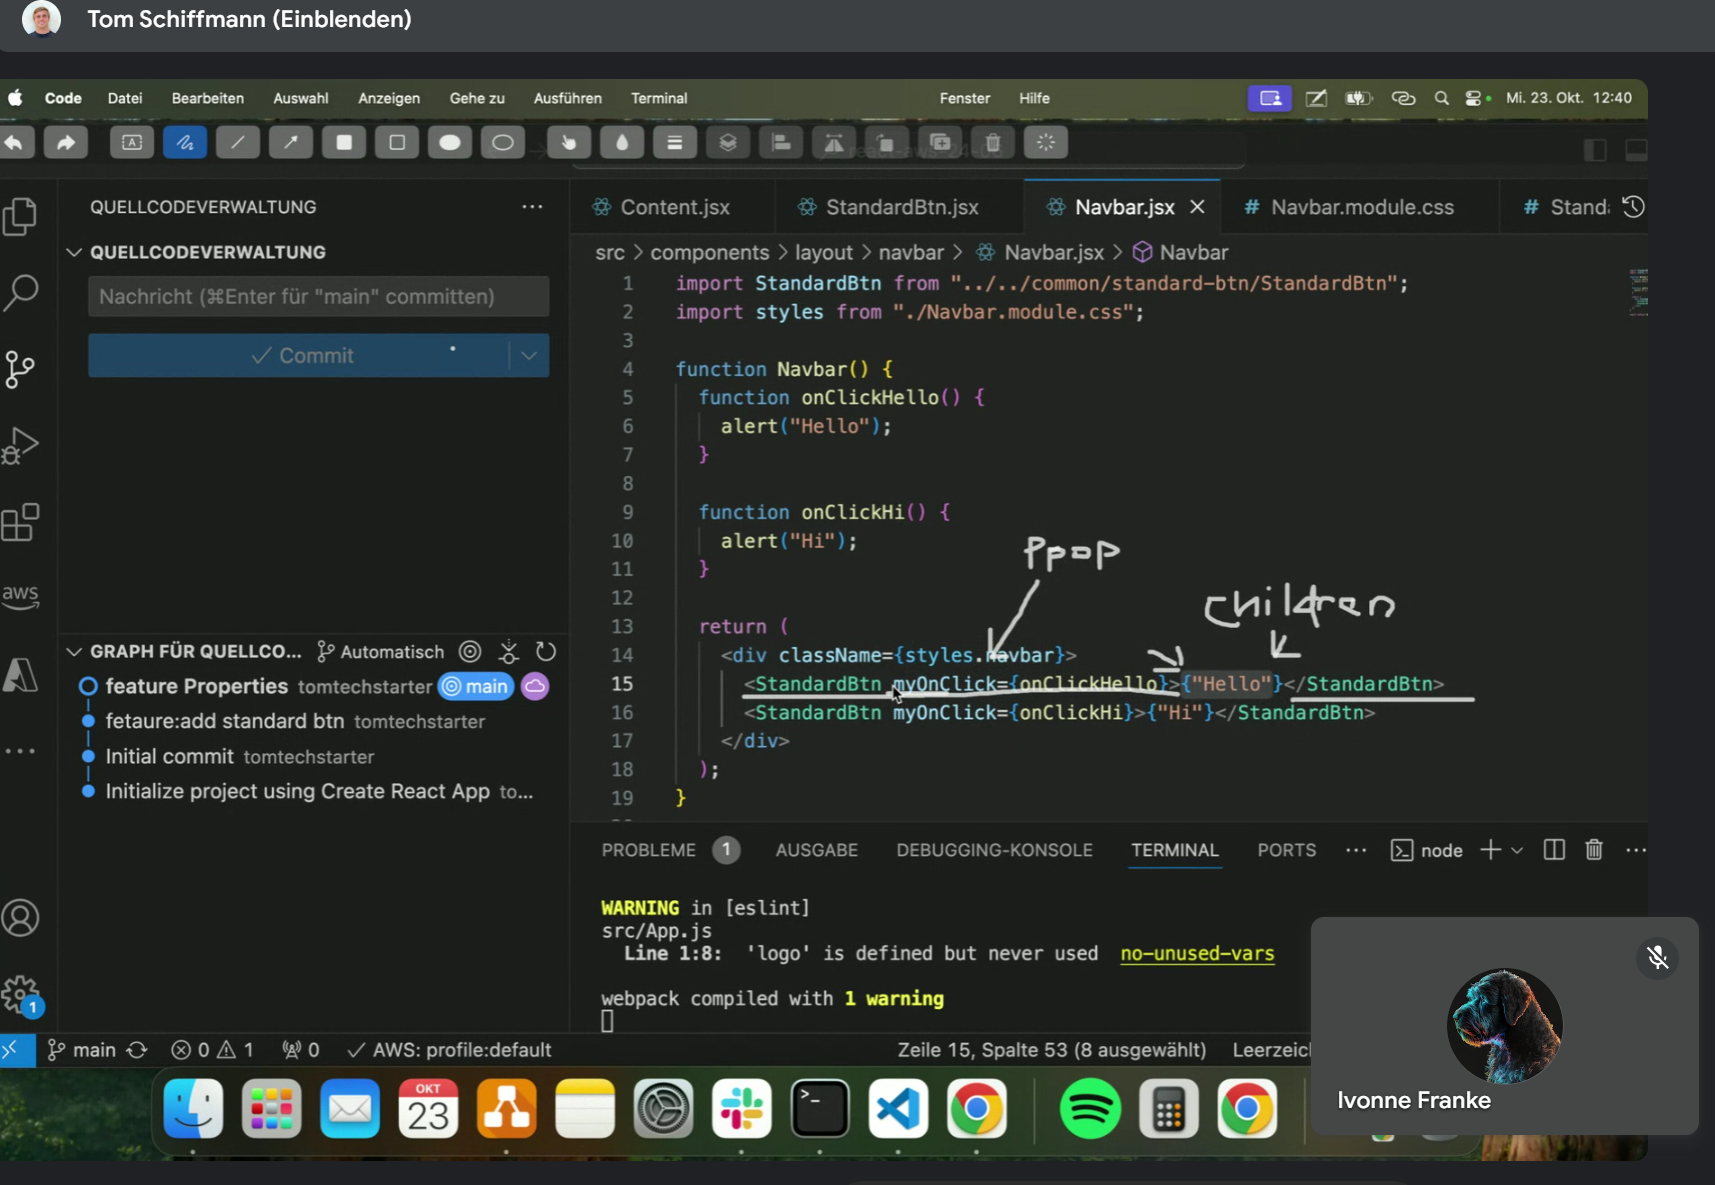 Tom Schiffmann (Einblenden)
Code Datei Bearbeiten Auswahl Anzeigen Gehe zu Ausführen Terminal Fenster Hilfe Mi. 23. Okt. 12:40
A react-aws-24-08
QUELLCODEVERWALTUNG
QUELLCODEVERWALTUNG
Nachricht (⌘Enter für "main" committen)
Commit
aws
GRAPH FÜR QUELLCO... Automatisch
feature Properties tomtechstarter main
fetaure:add standard btn tomtechstarter
Initial commit tomtechstarter
Initialize project using Create React App to...
1
Content.jsx StandardBtn.jsx Navbar.jsx # Navbar.module.css # Stand
src > components > layout > navbar > Navbar.jsx > Navbar
1 import StandardBtn from "../../common/standard-btn/StandardBtn";
2 import styles from "./Navbar.module.css";
3
4 function Navbar() {
5 function onClickHello() {
6 alert("Hello");
7 }
8
9 function onClickHi() {
10 alert("Hi");
11 }
12
13 return (
14 <div className={styles.navbar}>
15 <StandardBtn myOnClick={onClickHello}>{"Hello"}</StandardBtn>
16 <StandardBtn myOnClick={onClickHi}>{"Hi"}</StandardBtn>
17 </div>
18 );
19 }
Ppop
children
PROBLEME 1 AUSGABE DEBUGGING-KONSOLE TERMINAL PORTS ... node
WARNING in [eslint]
src/App.js
Line 1:8: 'logo' is defined but never used no-unused-vars
webpack compiled with 1 warning
main 0 1 0 AWS: profile:default Zeile 15, Spalte 53 (8 ausgewählt) Leerzeic
OKT
23
>_
Ivonne Franke